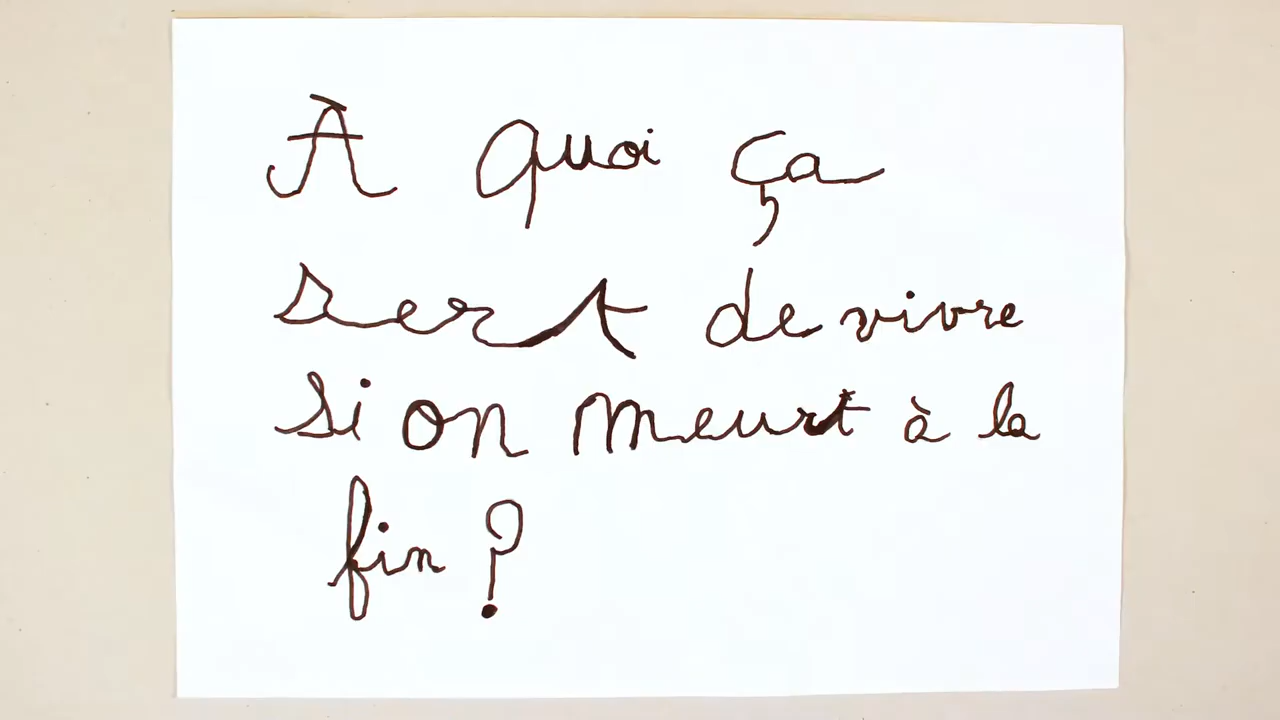 À quoi ça
sert de vivre
si on meurt à la
fin ?